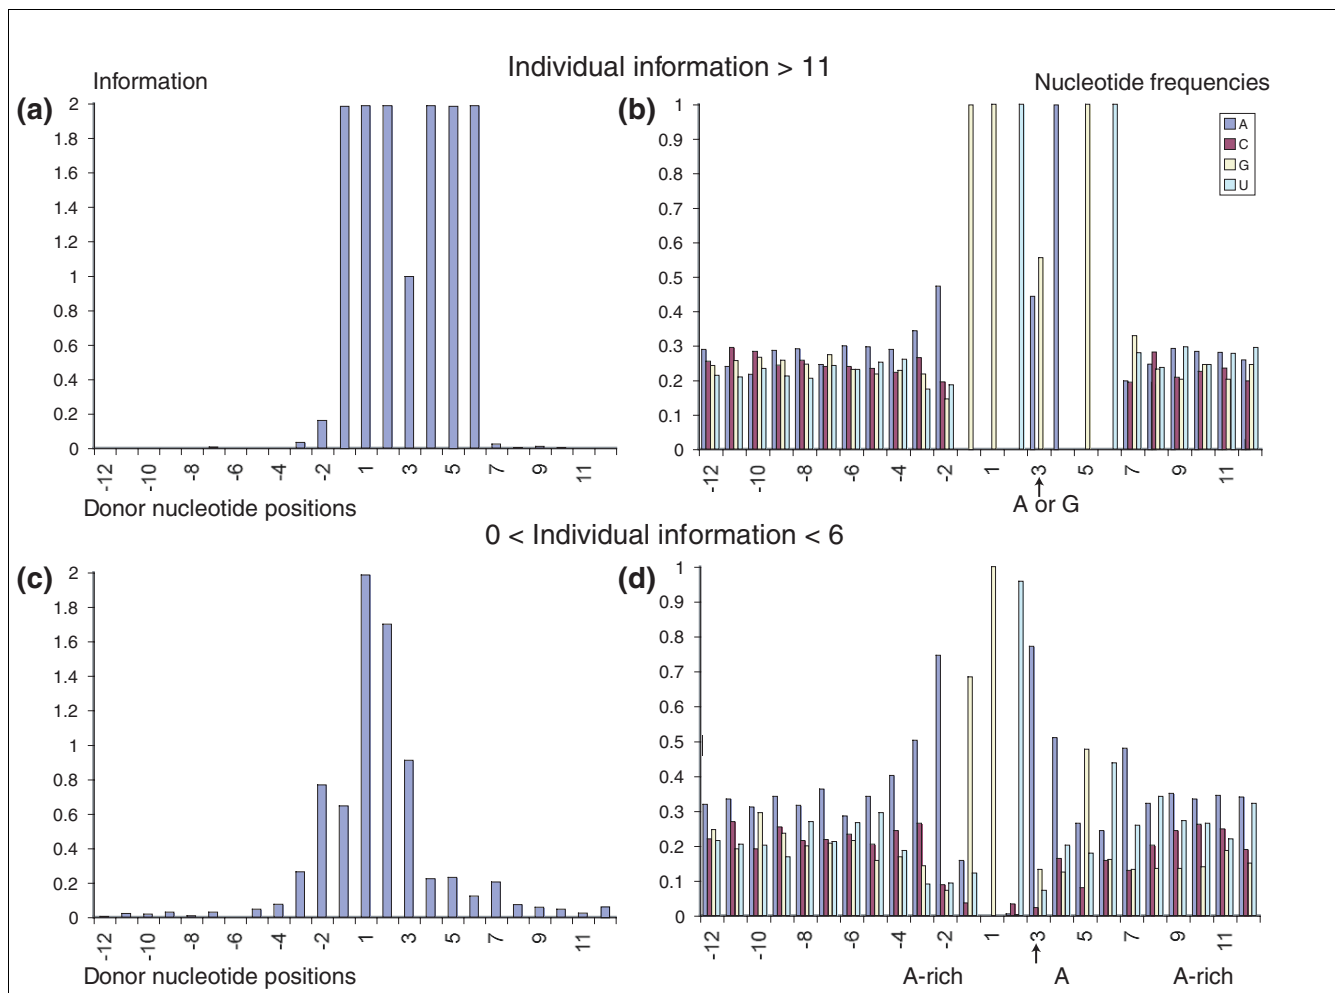 Individual information > 11
Information
Nucleotide frequencies
(a)
2
1.8
1.6
1.4
1.2
1
0.8
0.6
0.4
0.2
0
-12 -10 -8 -6 -4 -2 1 3 5 7 9 11
Donor nucleotide positions
(b)
1
0.9
0.8
0.7
0.6
0.5
0.4
0.3
0.2
0.1
0
A
C
G
U
-12 -10 -8 -6 -4 -2 1 3 5 7 9 11
A or G
0 < Individual information < 6
(c)
2
1.8
1.6
1.4
1.2
1
0.8
0.6
0.4
0.2
0
-12 -10 -8 -6 -4 -2 1 3 5 7 9 11
Donor nucleotide positions
(d)
1
0.9
0.8
0.7
0.6
0.5
0.4
0.3
0.2
0.1
0
-12 -10 -8 -6 -4 -2 1 3 5 7 9 11
A-rich A A-rich